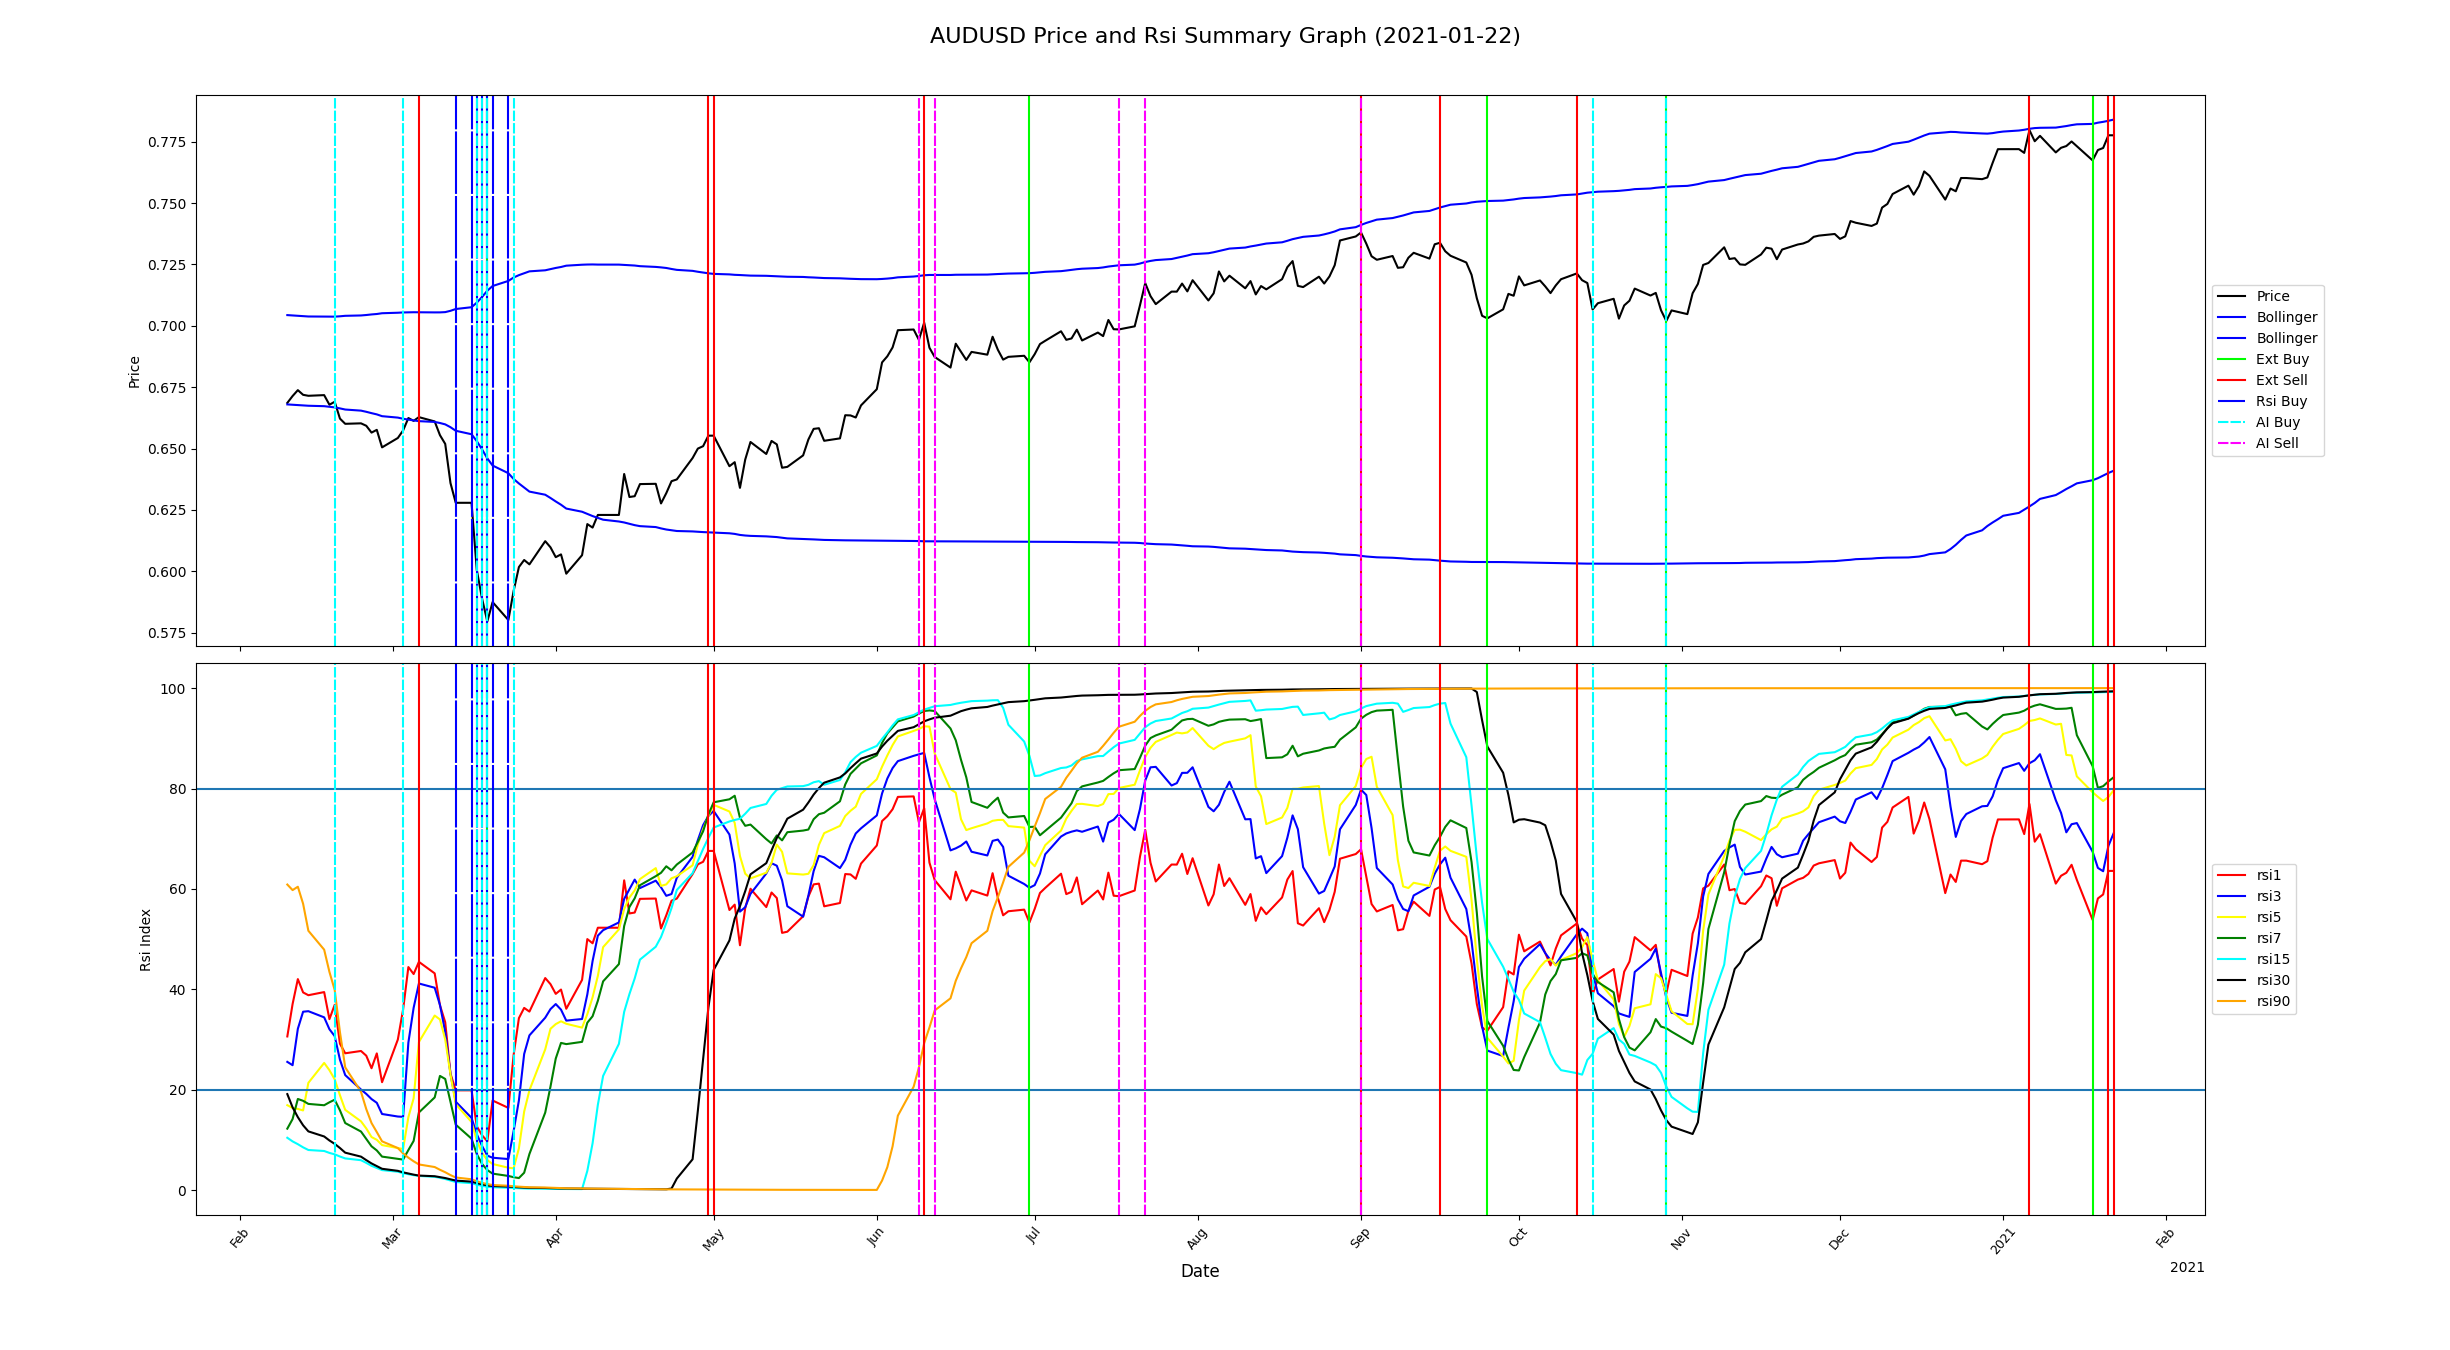 AUDUSD Price and Rsi Summary Graph (2021-01-22)
0.775
0.750
0.725
0.700
0.675
0.650
0.625
0.600
0.575
Price
Price
Bollinger
Bollinger
Ext Buy
Ext Sell
Rsi Buy
AI Buy
AI Sell
100
80
60
40
20
0
Rsi Index
rsi1
rsi3
rsi5
rsi7
rsi15
rsi30
rsi90
Feb Mar Apr May Jun Jul Aug Sep Oct Nov Dec 2021 Feb
Date
2021